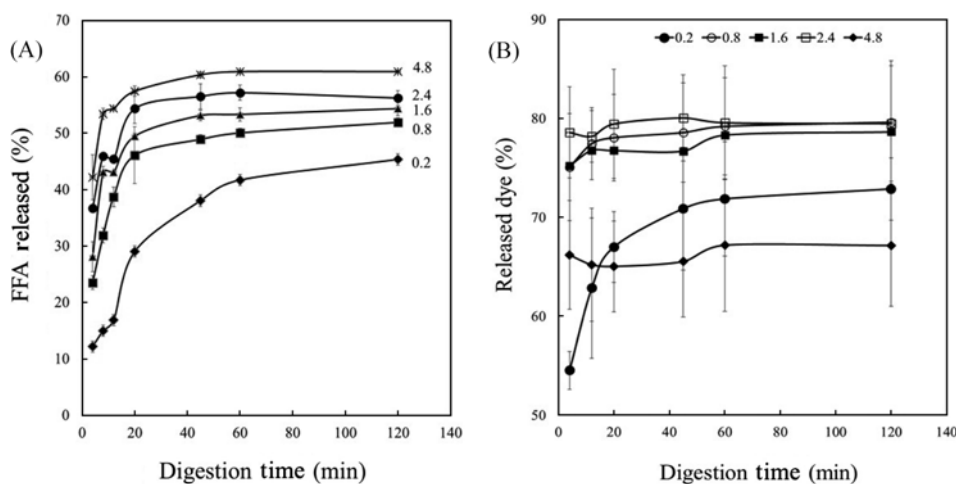 (A)
FFA released (%)
70
60
50
40
30
20
10
0
4.8
2.4
1.6
0.8
0.2
0 20 40 60 80 100 120 140
Digestion time (min)
(B)
Released dye (%)
90
80
70
60
50
0.2 0.8 1.6 2.4 4.8
0 20 40 60 80 100 120 140
Digestion time (min)